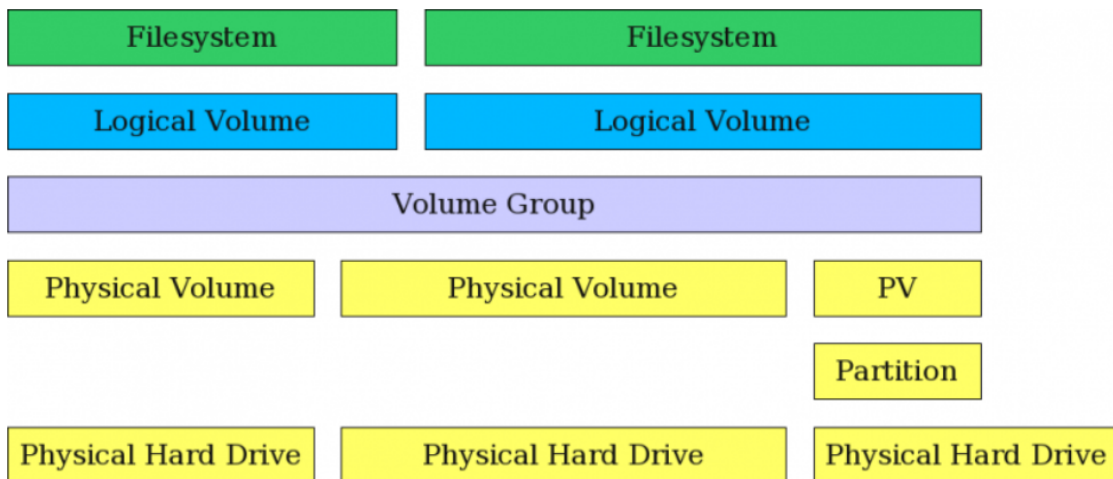 Filesystem Filesystem
Logical Volume Logical Volume
Volume Group
Physical Volume Physical Volume PV
Partition
Physical Hard Drive Physical Hard Drive Physical Hard Drive